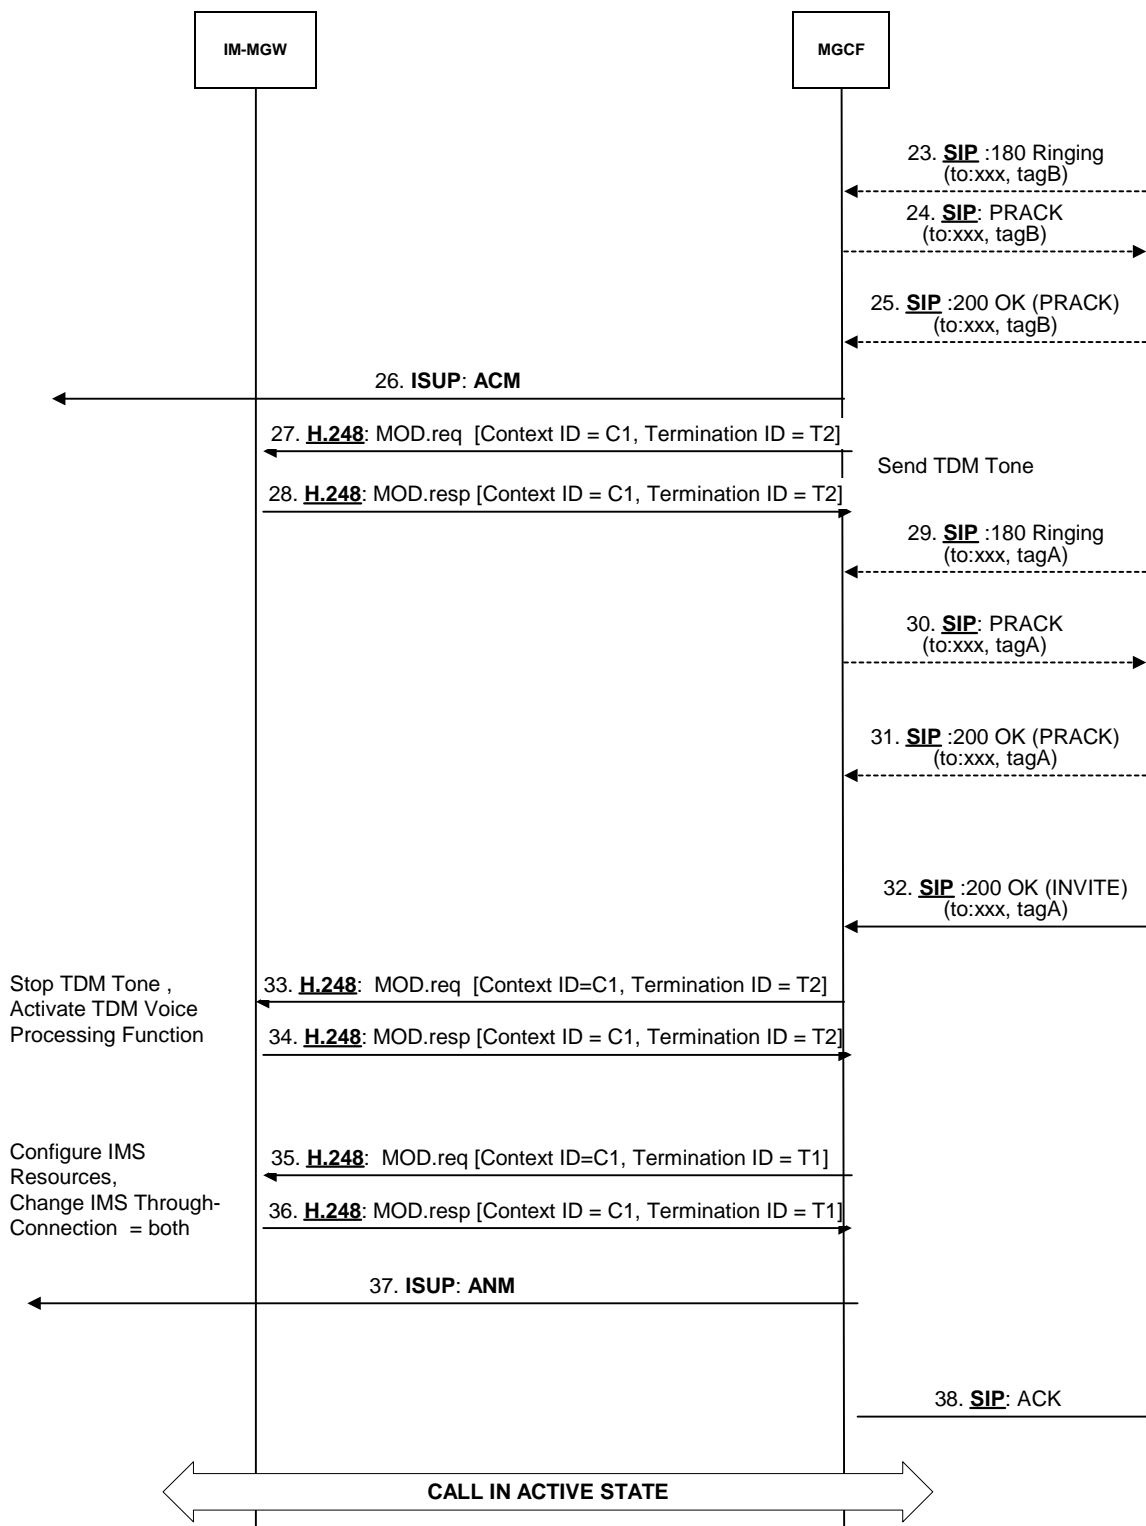 IM-MGW
MGCF
23. SIP :180 Ringing
(to:xxx, tagB)
24. SIP: PRACK
(to:xxx, tagB)
25. SIP :200 OK (PRACK)
(to:xxx, tagB)
26. ISUP: ACM
27. H.248: MOD.req [Context ID = C1, Termination ID = T2]
Send TDM Tone
28. H.248: MOD.resp [Context ID = C1, Termination ID = T2]
29. SIP :180 Ringing
(to:xxx, tagA)
30. SIP: PRACK
(to:xxx, tagA)
31. SIP :200 OK (PRACK)
(to:xxx, tagA)
32. SIP :200 OK (INVITE)
(to:xxx, tagA)
Stop TDM Tone ,
Activate TDM Voice
Processing Function
33. H.248: MOD.req [Context ID=C1, Termination ID = T2]
34. H.248: MOD.resp [Context ID = C1, Termination ID = T2]
Configure IMS
Resources,
Change IMS Through-
Connection = both
35. H.248: MOD.req [Context ID=C1, Termination ID = T1]
36. H.248: MOD.resp [Context ID = C1, Termination ID = T1]
37. ISUP: ANM
38. SIP: ACK
CALL IN ACTIVE STATE